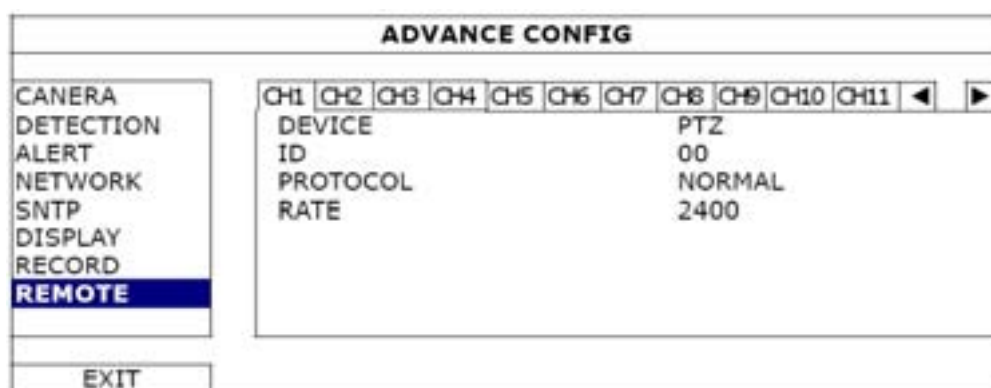 ADVANCE CONFIG
CANERA
DETECTION
ALERT
NETWORK
SNTP
DISPLAY
RECORD
REMOTE
EXIT
CH1 CH2 CH3 CH4 CH5 CH6 CH7 CH8 CH9 CH10 CH11 ◀ ▶
DEVICE PTZ
ID 00
PROTOCOL NORMAL
RATE 2400